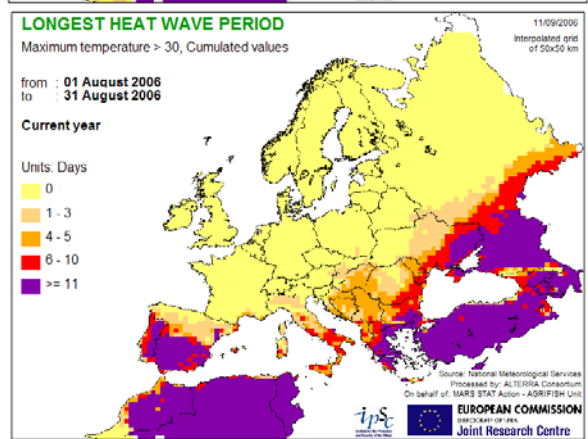 LONGEST HEAT WAVE PERIOD
11/09/2006
Maximum temperature > 30, Cumulated values
Interpolated grid
of 50x50 km
from : 01 August 2006
to : 31 August 2006
Current year
Units: Days
0
1 - 3
4 - 5
6 - 10
>= 11
Source: National Meteorological Services
Processed by: ALTERRA Consortium
On behalf of: MARS STAT Action - AGRIFISH Unit
ipsc
EUROPEAN COMMISSION
Joint Research Centre